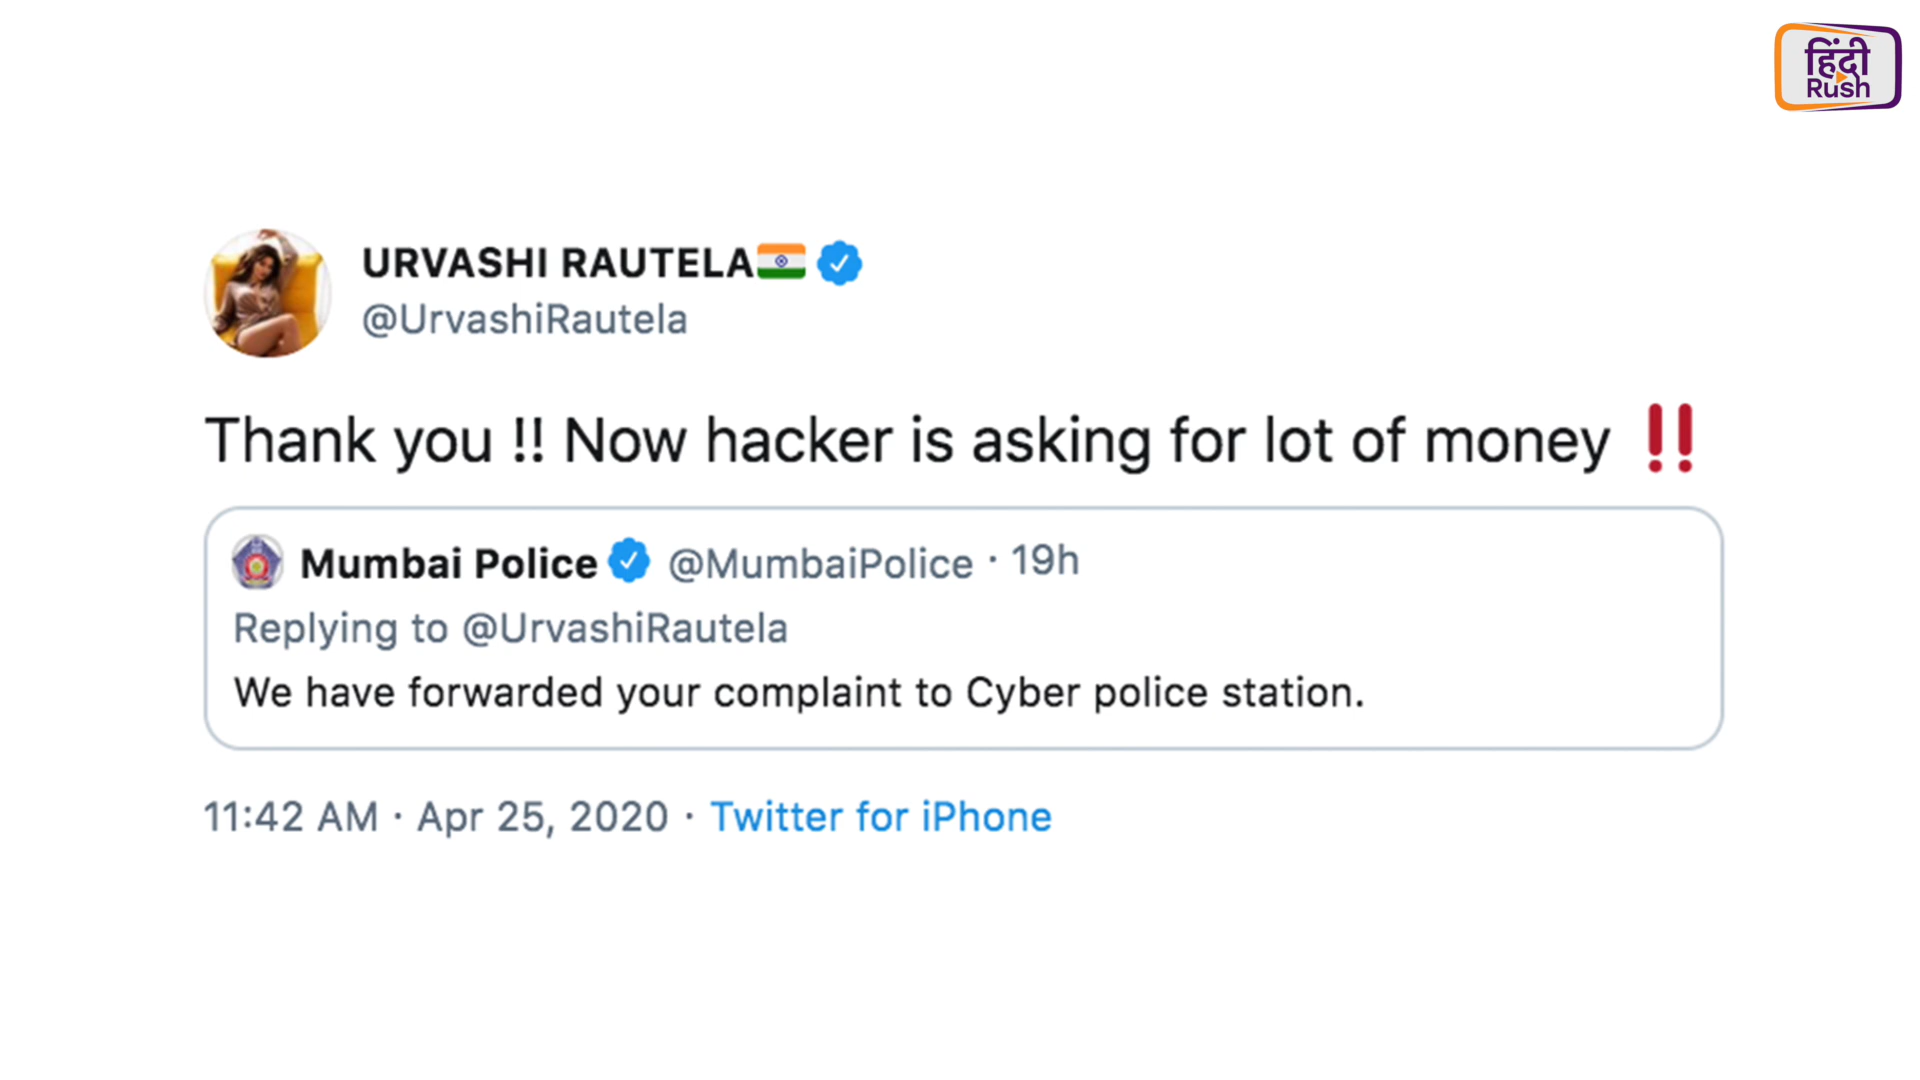 हिंदी
Rush
URVASHI RAUTELA🇮🇳
@UrvashiRautela
Thank you !! Now hacker is asking for lot of money ‼️
Mumbai Police @MumbaiPolice · 19h
Replying to @UrvashiRautela
We have forwarded your complaint to Cyber police station.
11:42 AM · Apr 25, 2020 · Twitter for iPhone